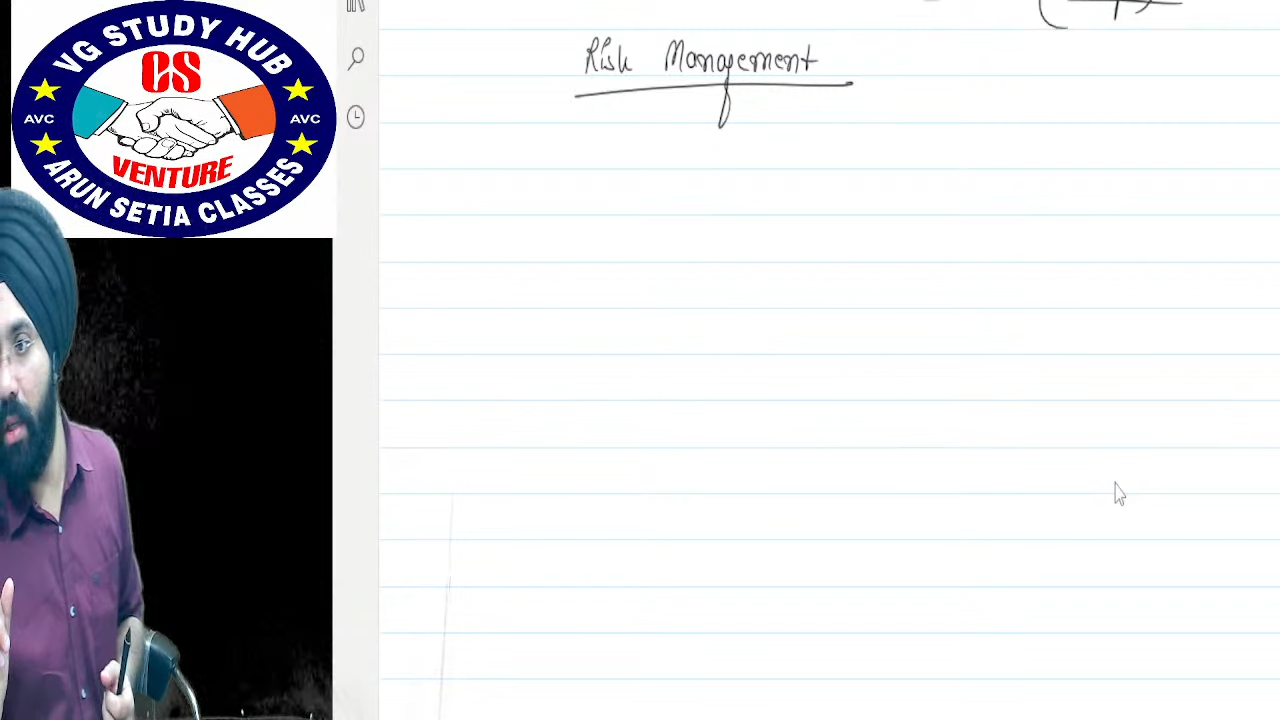 VG STUDY HUB
CS
AVC
AVC
VENTURE
ARUN SETIA CLASSES
Risk Management